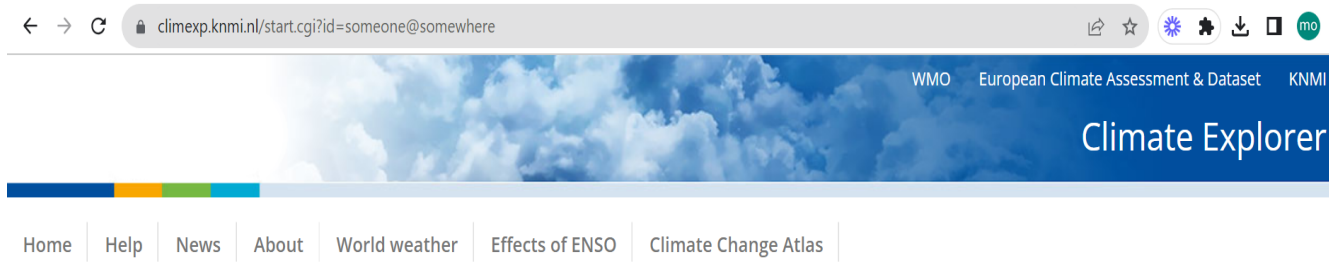 climexp.knmi.nl/start.cgi?id=someone@somewhere
mo
WMO European Climate Assessment & Dataset KNMI
Climate Explorer
Home Help News About World weather Effects of ENSO Climate Change Atlas